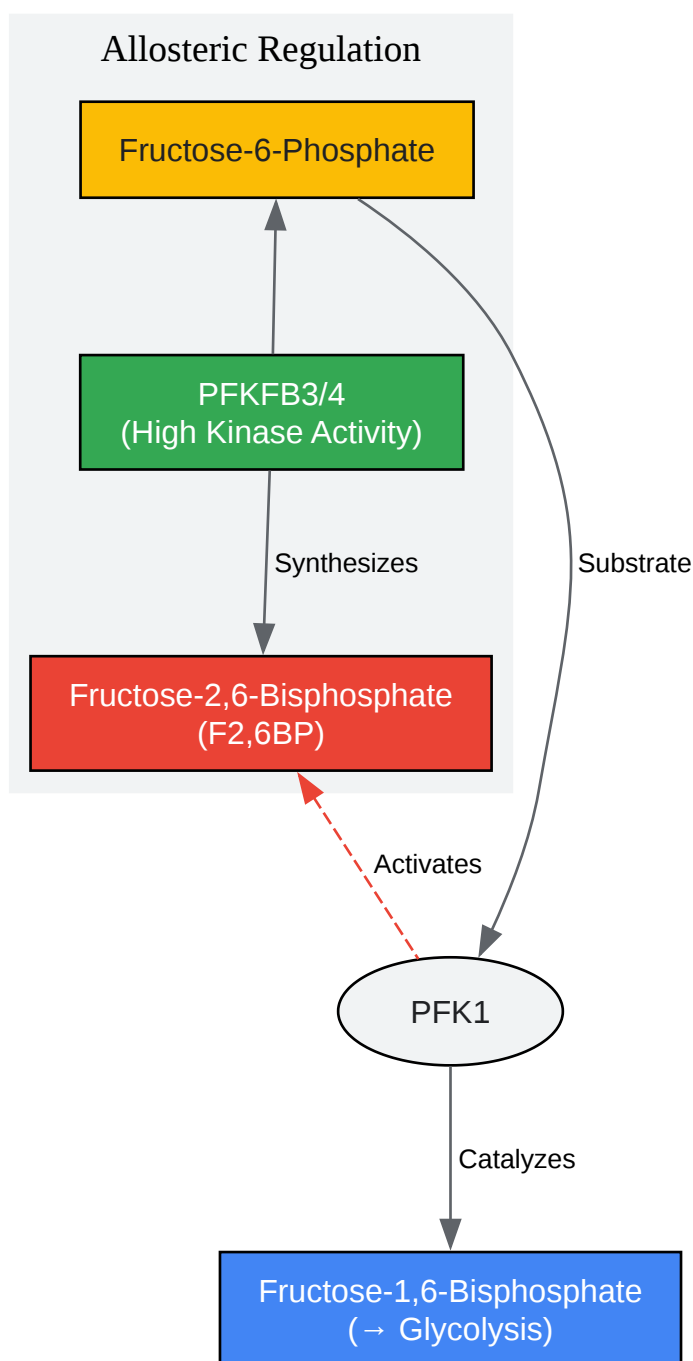 Allosteric Regulation
Fructose-6-Phosphate
PFKFB3/4
(High Kinase Activity)
Synthesizes
Substrate
Fructose-2,6-Bisphosphate
(F2,6BP)
Activates
PFK1
Catalyzes
Fructose-1,6-Bisphosphate
(→ Glycolysis)